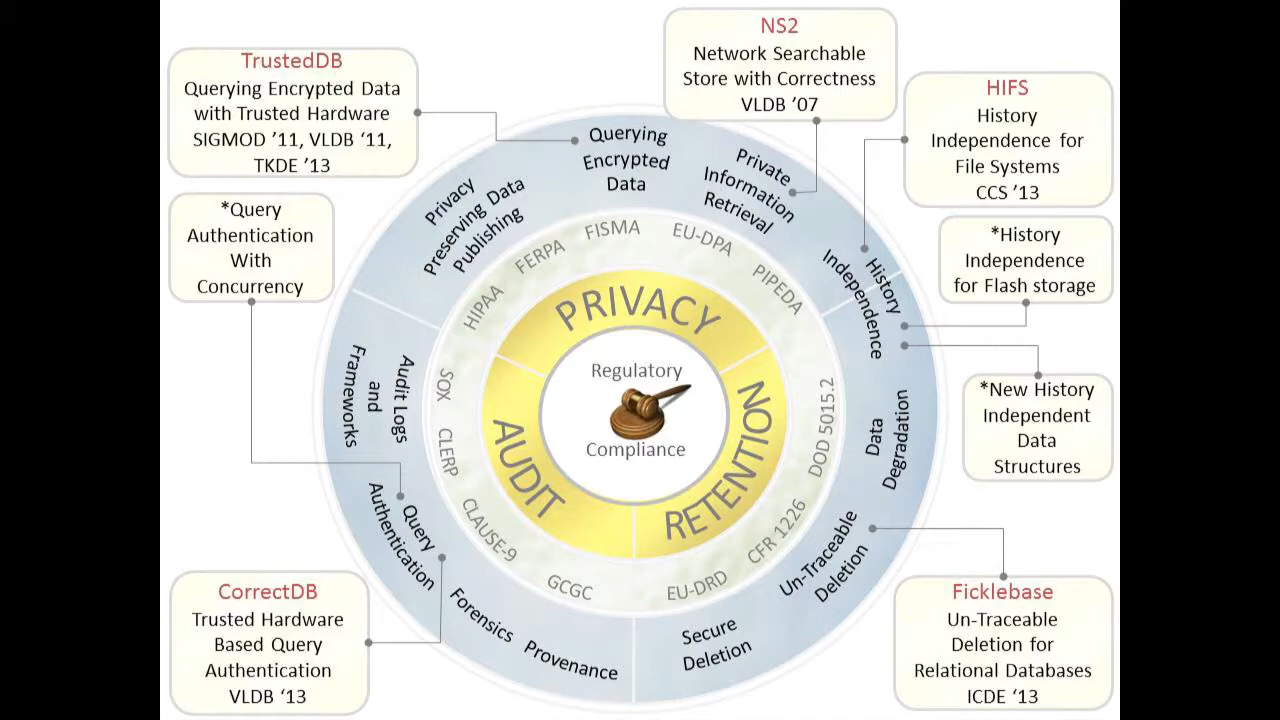 TrustedDB
Querying Encrypted Data
with Trusted Hardware
SIGMOD '11, VLDB '11,
TKDE '13
NS2
Network Searchable
Store with Correctness
VLDB '07
HIFS
History
Independence for
File Systems
CCS '13
*Query
Authentication
With
Concurrency
*History
Independence
for Flash storage
*New History
Independent
Data
Structures
CorrectDB
Trusted Hardware
Based Query
Authentication
VLDB '13
Ficklebase
Un-Traceable
Deletion for
Relational Databases
ICDE '13
Privacy
Preserving Data
Publishing
Querying
Encrypted
Data
Private
Information
Retrieval
History
Independence
Data
Degradation
Un-Traceable
Deletion
Secure
Deletion
Provenance
Forensics
Query
Authentication
Audit Logs
and
Frameworks
HIPAA
FERPA
FISMA
EU-DPA
PIPEDA
DOD 5015.2
CFR 1226
EU-DRD
GCGC
CLAUSE-9
CLERP
SOX
PRIVACY
RETENTION
AUDIT
Regulatory
Compliance